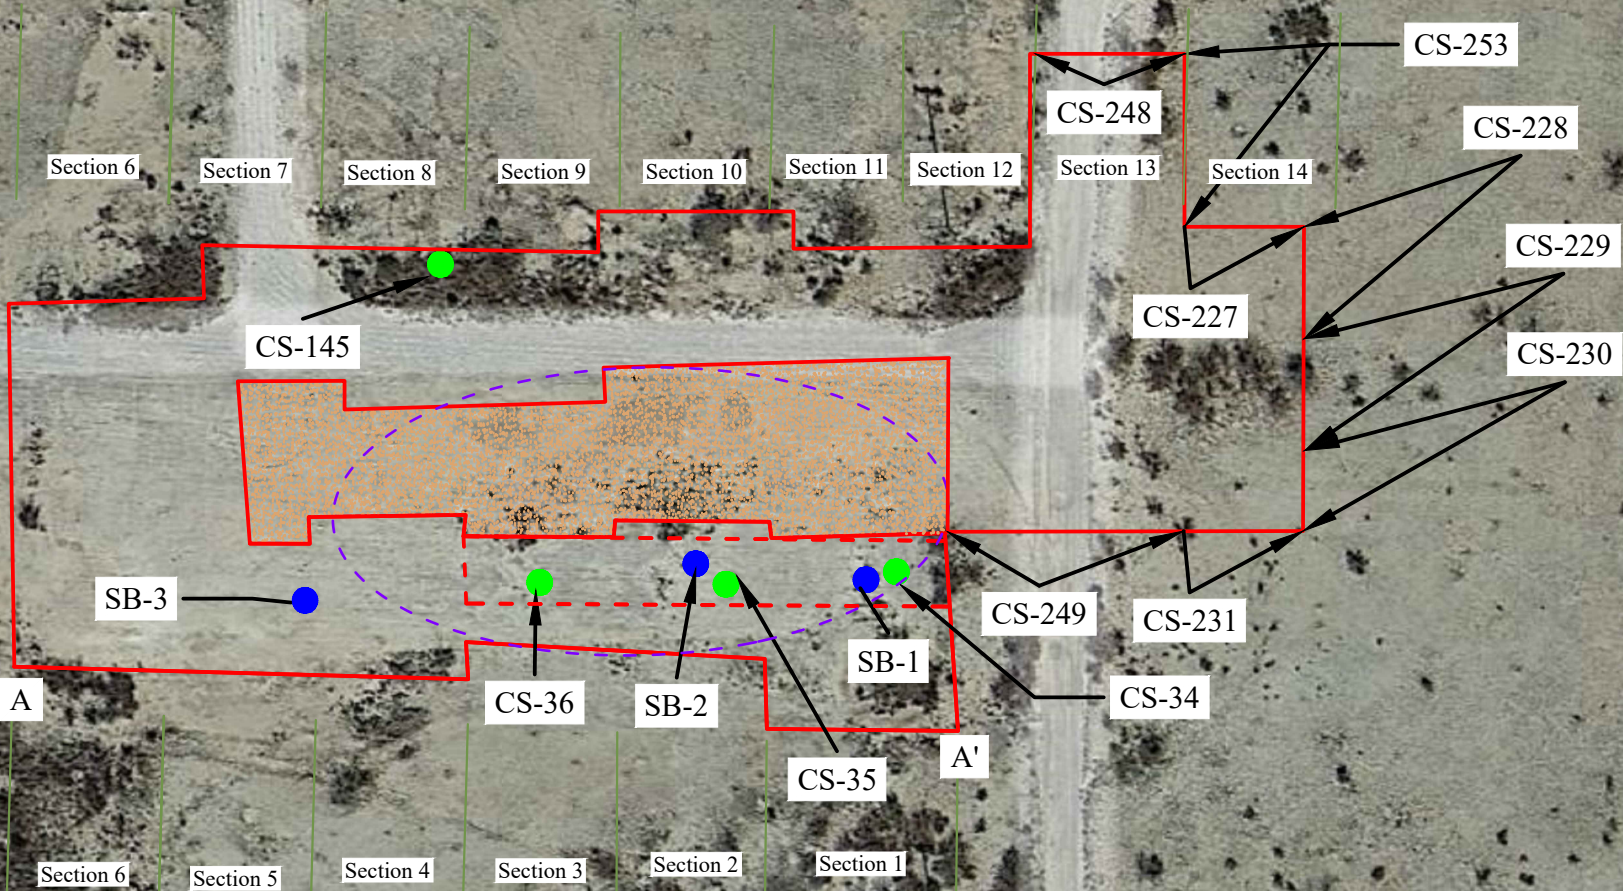 CS-253
CS-248
CS-228
Section 6
Section 7
Section 8
Section 9
Section 10
Section 11
Section 12
Section 13
Section 14
CS-229
CS-227
CS-145
CS-230
SB-3
CS-249
CS-231
SB-1
A
CS-36
SB-2
CS-34
A'
CS-35
Section 6
Section 5
Section 4
Section 3
Section 2
Section 1